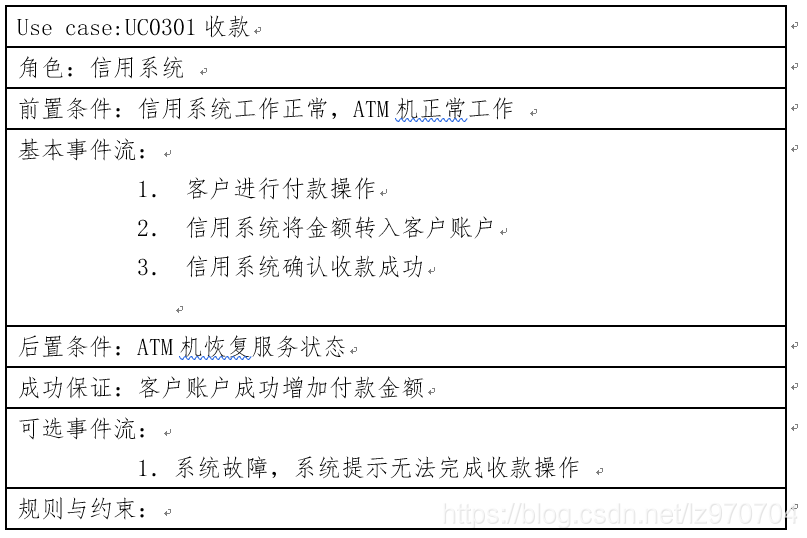 Use case:UC0301 收款
角色：信用系统
前置条件：信用系统工作正常，ATM 机正常工作
基本事件流：
1. 客户进行付款操作
2. 信用系统将金额转入客户账户
3. 信用系统确认收款成功
后置条件：ATM 机恢复服务状态
成功保证：客户账户成功增加付款金额
可选事件流：
1. 系统故障，系统提示无法完成收款操作
规则与约束：
https://blog.csdn.net/lz970704